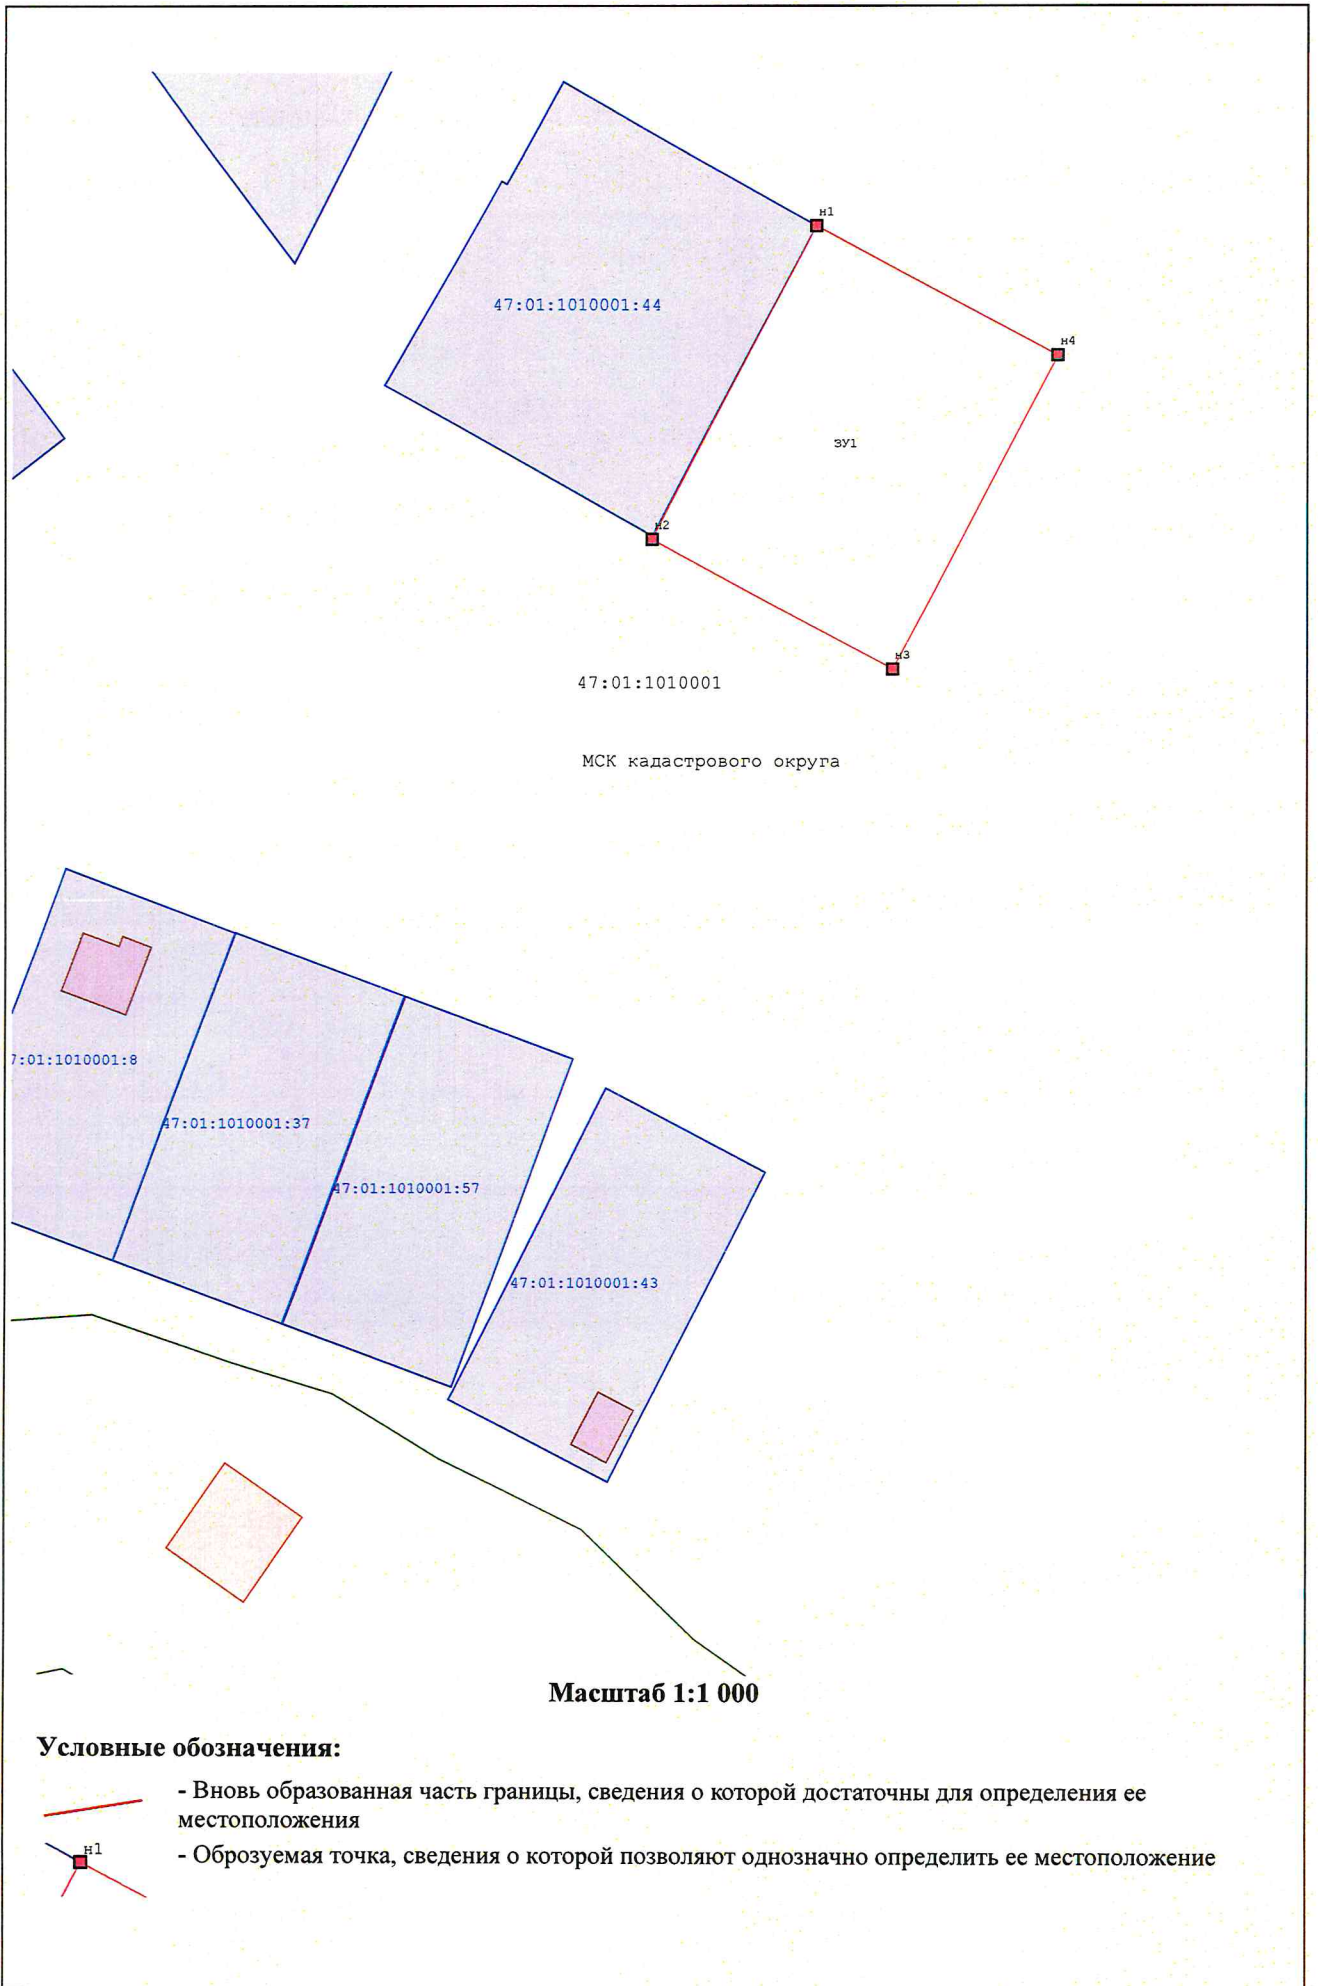 н1
47:01:1010001:44
н4
ЗУ1
н2
н3
47:01:1010001
МСК кадастрового округа
7:01:1010001:8
47:01:1010001:37
47:01:1010001:57
47:01:1010001:43
Масштаб 1:1 000
Условные обозначения:
- Вновь образованная часть границы, сведения о которой достаточны для определения ее
местоположения
н1
- Оброзуемая точка, сведения о которой позволяют однозначно определить ее местоположение